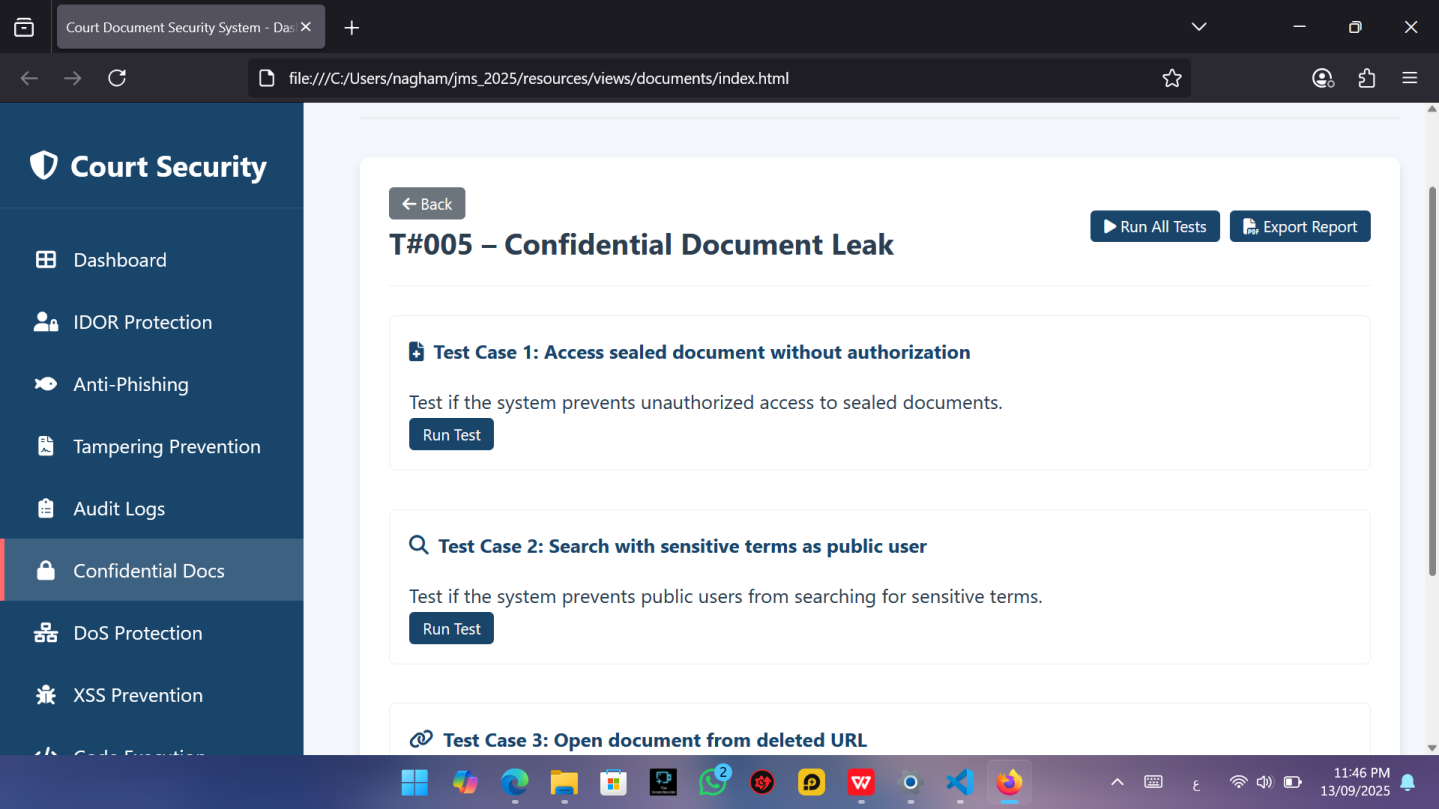 Court Document Security System - Das
file:///C:/Users/nagham/jms_2025/resources/views/documents/index.html
Court Security
Dashboard
IDOR Protection
Anti-Phishing
Tampering Prevention
Audit Logs
Confidential Docs
DoS Protection
XSS Prevention
Code Execution
Back
T#005 – Confidential Document Leak
Run All Tests
Export Report
Test Case 1: Access sealed document without authorization
Test if the system prevents unauthorized access to sealed documents.
Run Test
Test Case 2: Search with sensitive terms as public user
Test if the system prevents public users from searching for sensitive terms.
Run Test
Test Case 3: Open document from deleted URL
2
ع
11:46 PM
13/09/2025